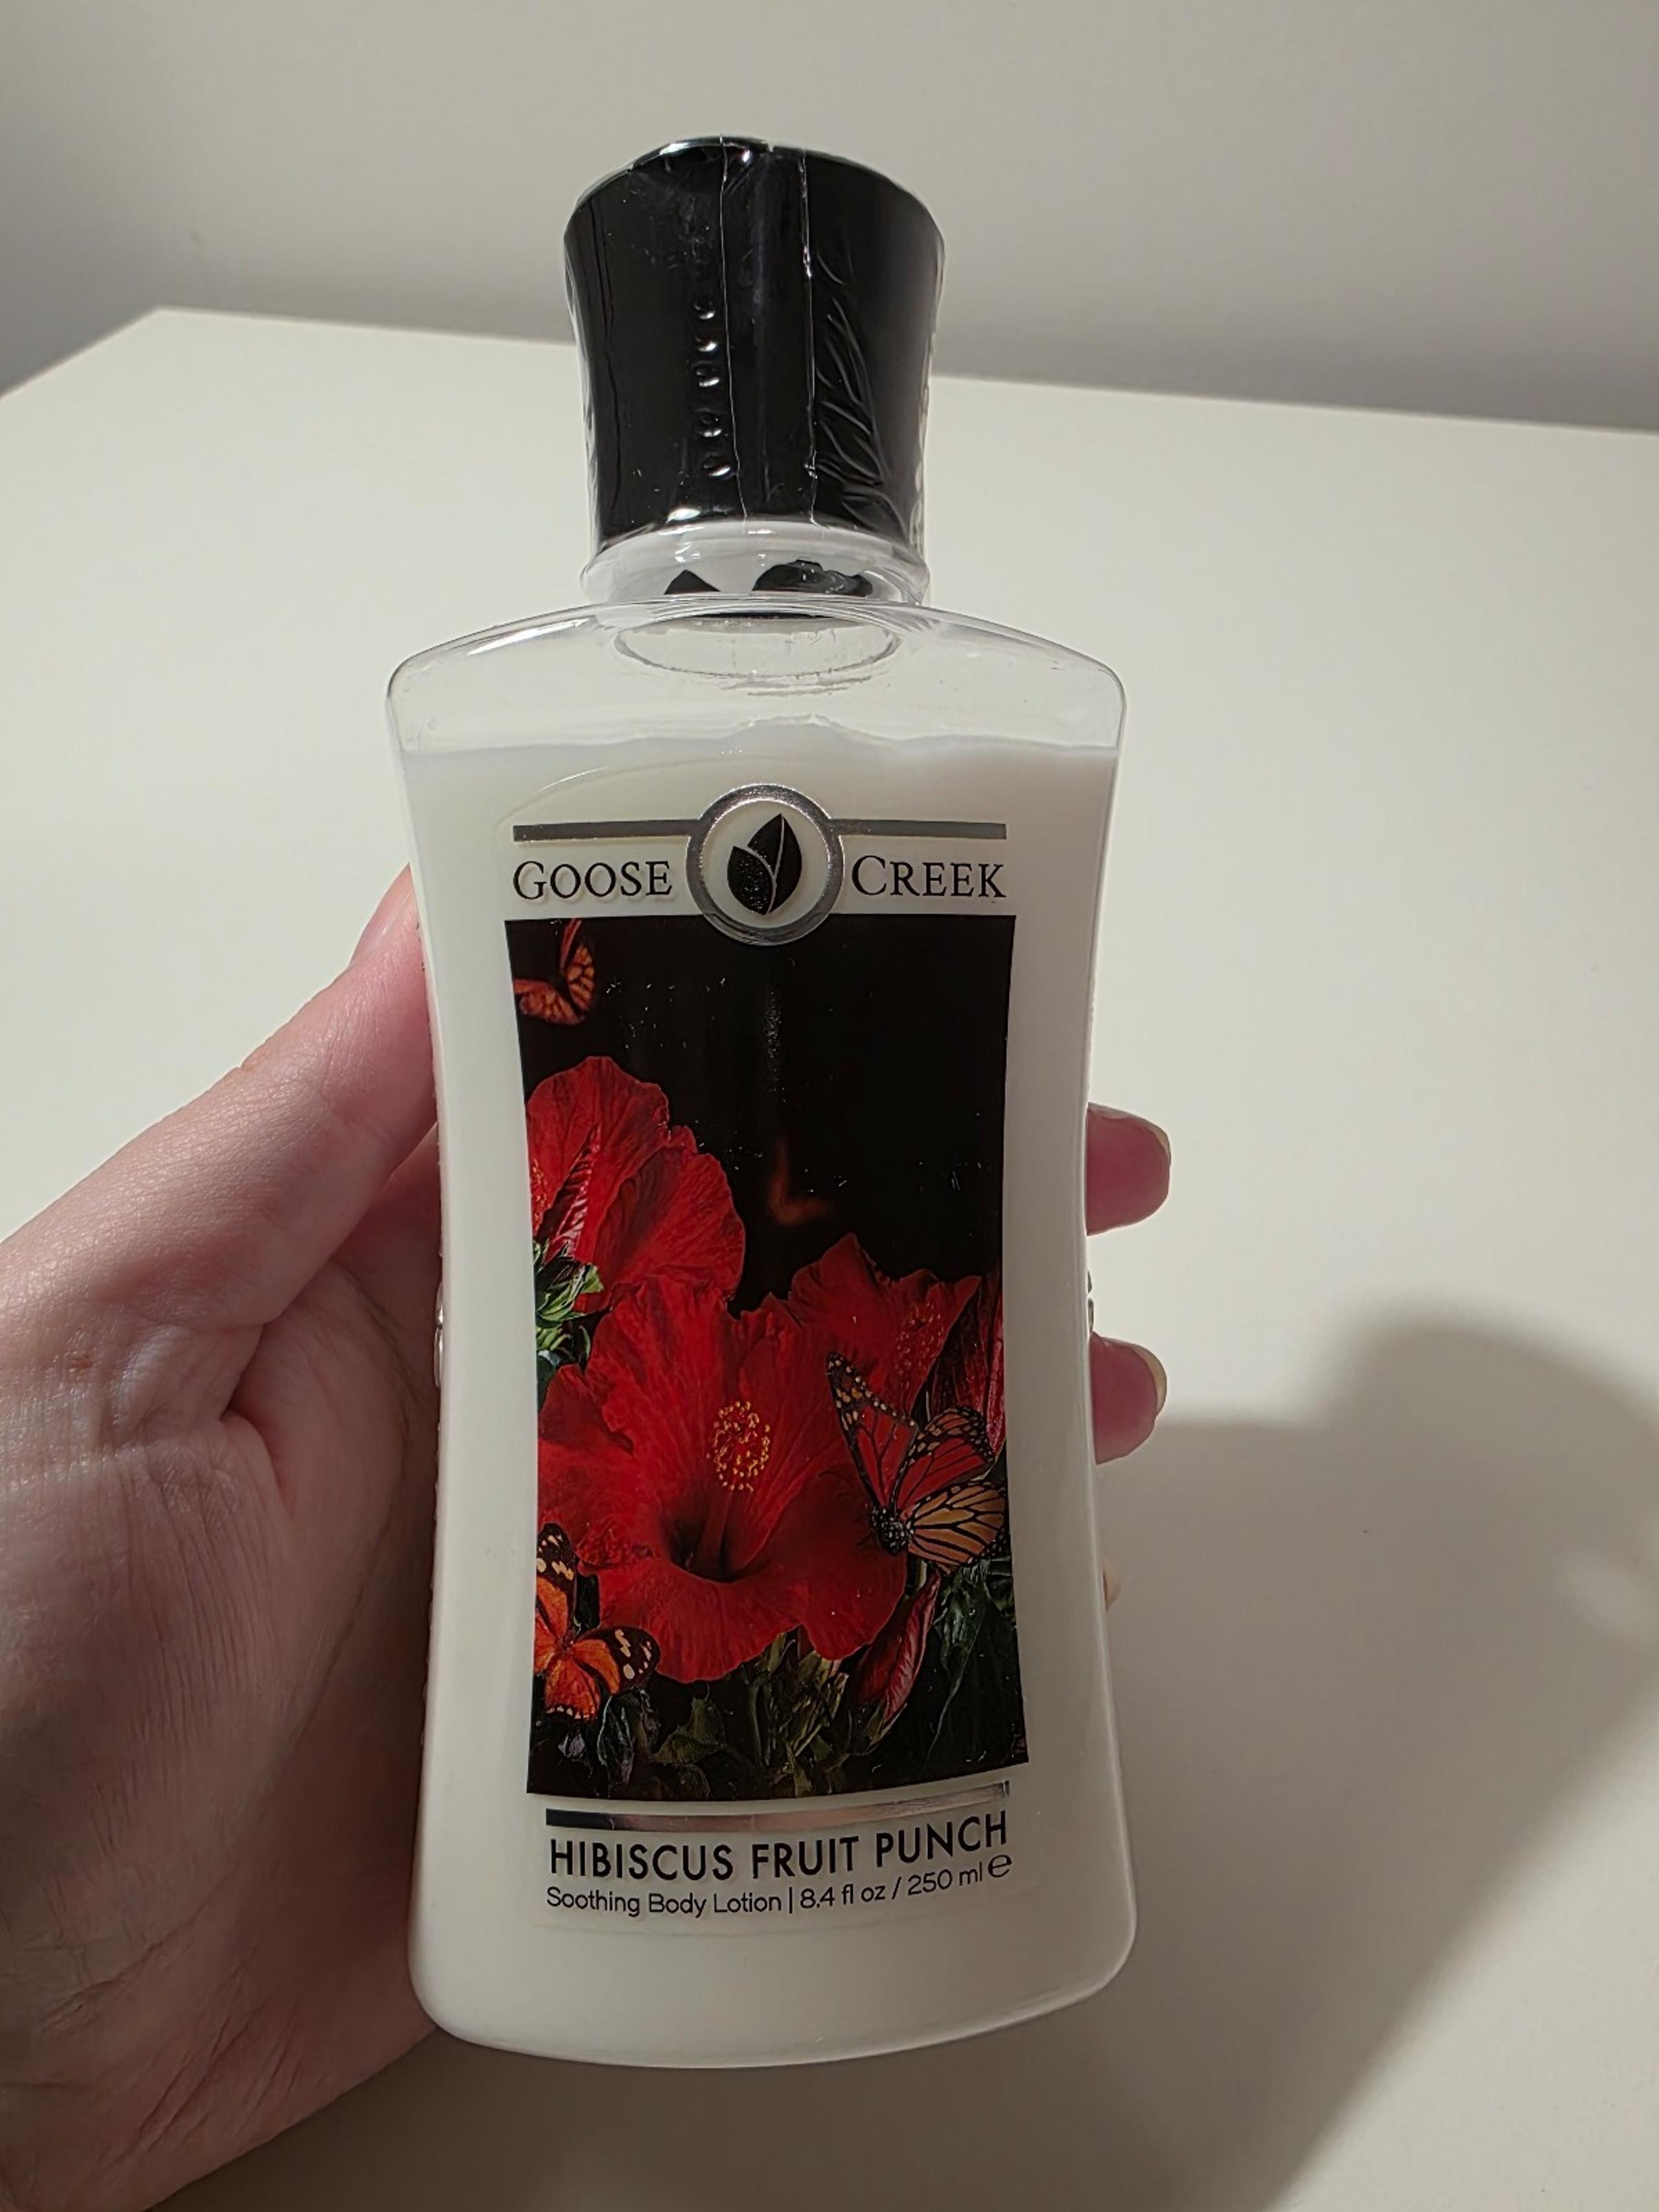 GOOSE CREEK
HIBISCUS FRUIT PUNCH
Soothing Body Lotion | 8.4 fl oz / 250 ml ℮